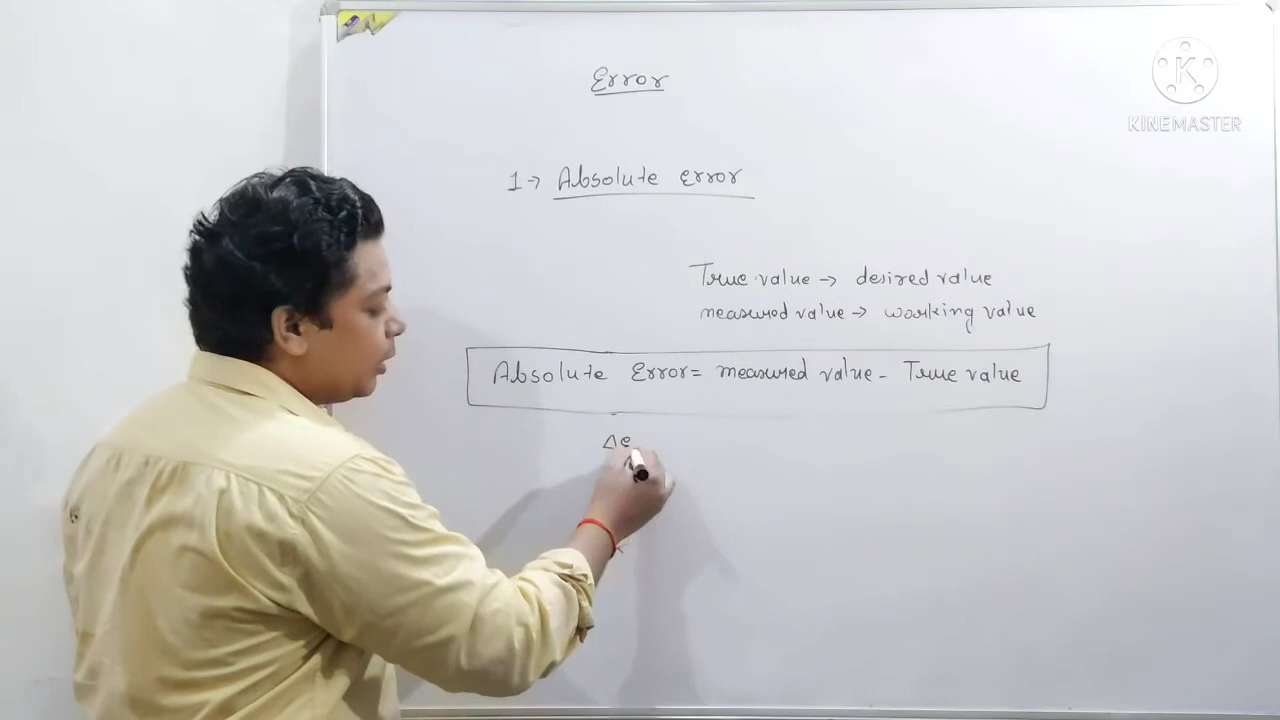 Error
1→ Absolute error
True value → desired value
measured value → working value
Absolute Error = measured value - True value
Δe
K
KINEMASTER